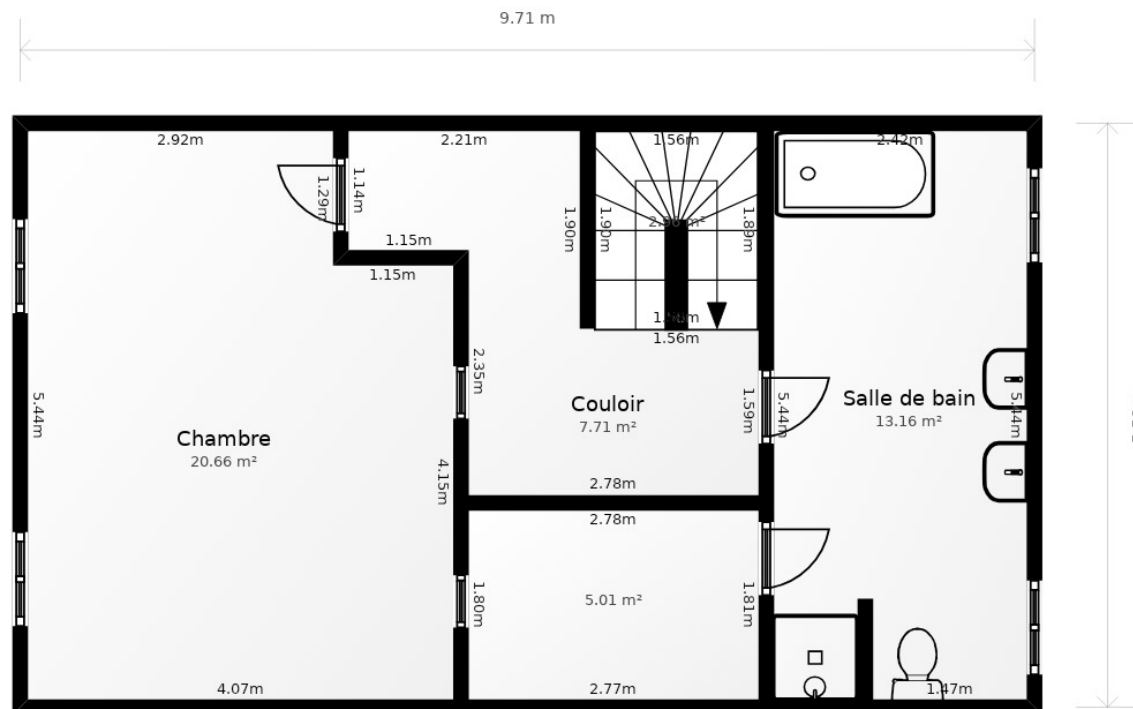 9.71 m
2.92m
2.21m
1.56m
2.42m
1.29m
1.14m
1.90m
1.90m
1.89m
1.15m
1.15m
1.56m
2.35m
5.44m
Chambre
20.66 m²
Couloir
7.71 m²
1.59m
5.44m
Salle de bain
13.16 m²
5.44m
4.15m
2.78m
2.78m
1.80m
5.01 m²
1.81m
4.07m
2.77m
1.47m